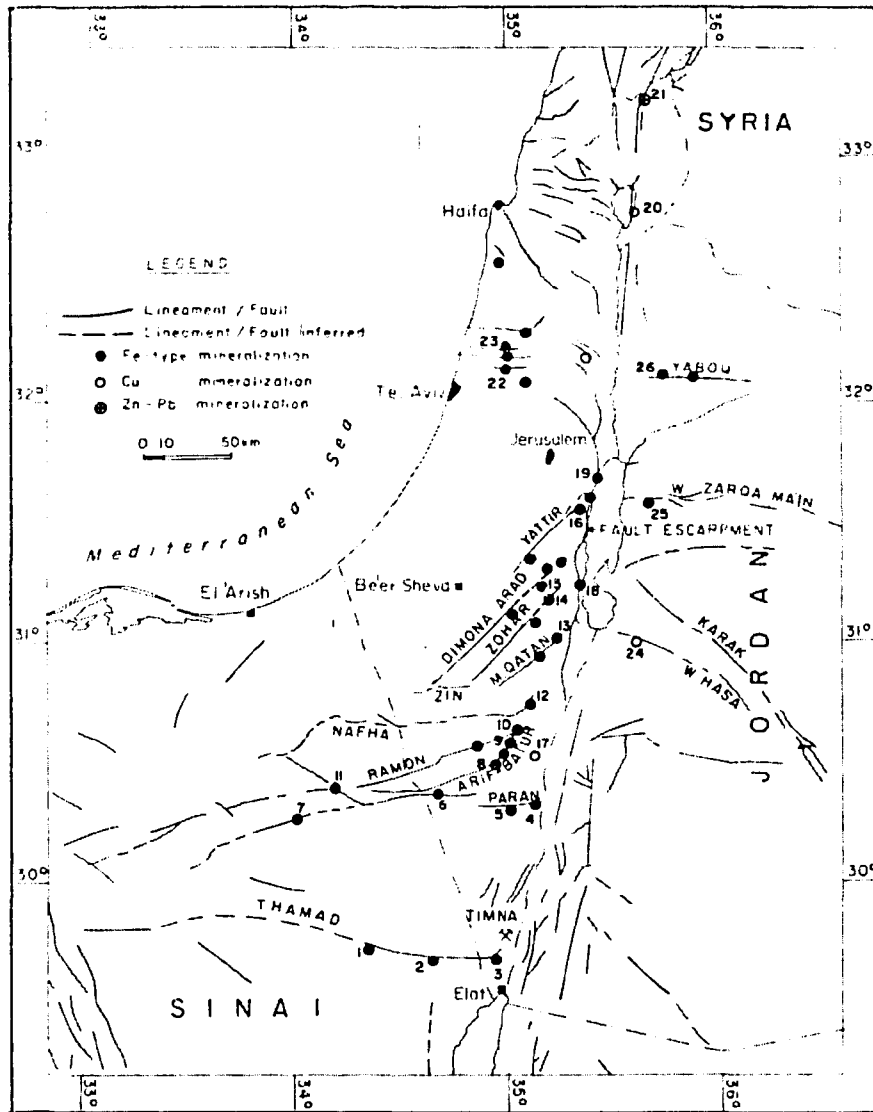 33° 34° 35° 36°
21
SYRIA
33° 33°
20
Haifa
LEGEND
Lineament / Fault
Lineament / Fault inferred
Fe-type mineralization
Cu mineralization
Zn-Pb mineralization
0 10 50 km
23
26 YABOQ
Tel Aviv
22
32° 32°
Jerusulem
19
W. ZARQA MAIN
25
16
FAULT ESCARPMENT
Mediterranean Sea
YATTIR
El'Arish
Be'er Sheva
DIMONA ARAD
15
14
18
ZOHAR
13
31° 31°
M.QATAN
24
KARAK
W HASA
JORDAN
ZIN
12
NAFHA
10
9
17
RAMON
8
ARIF-BATUR
11
6
PARAN
7
5 4
30° 30°
THAMAD
TIMNA
1
2
3
Elat
SINAI
33° 34° 35° 36°